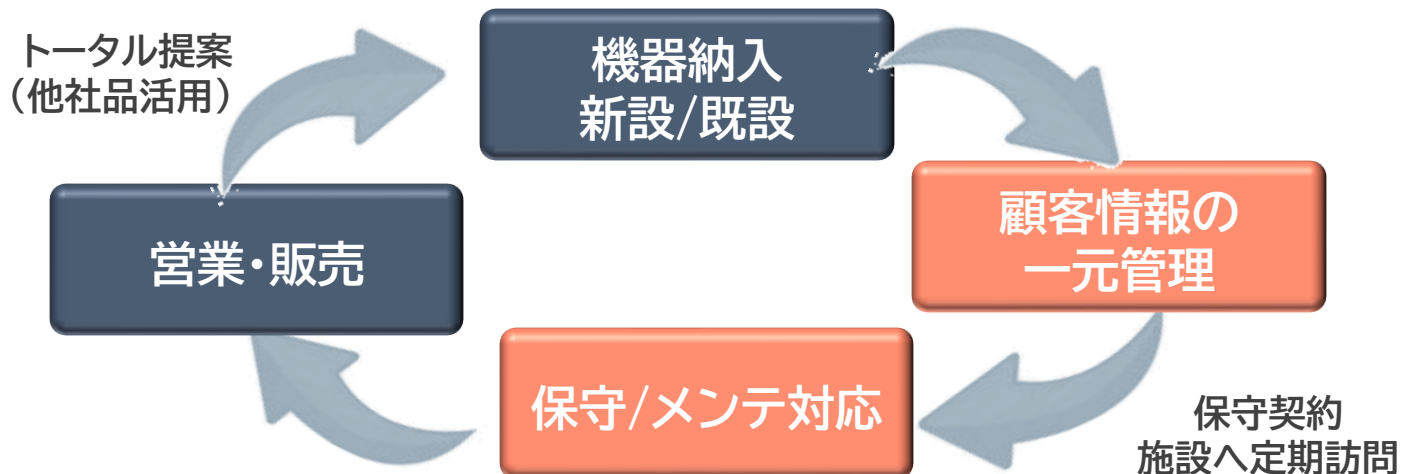 トータル提案
（他社品活用）
機器納入
新設/既設
顧客情報の
一元管理
営業・販売
保守/メンテ対応
保守契約
施設へ定期訪問